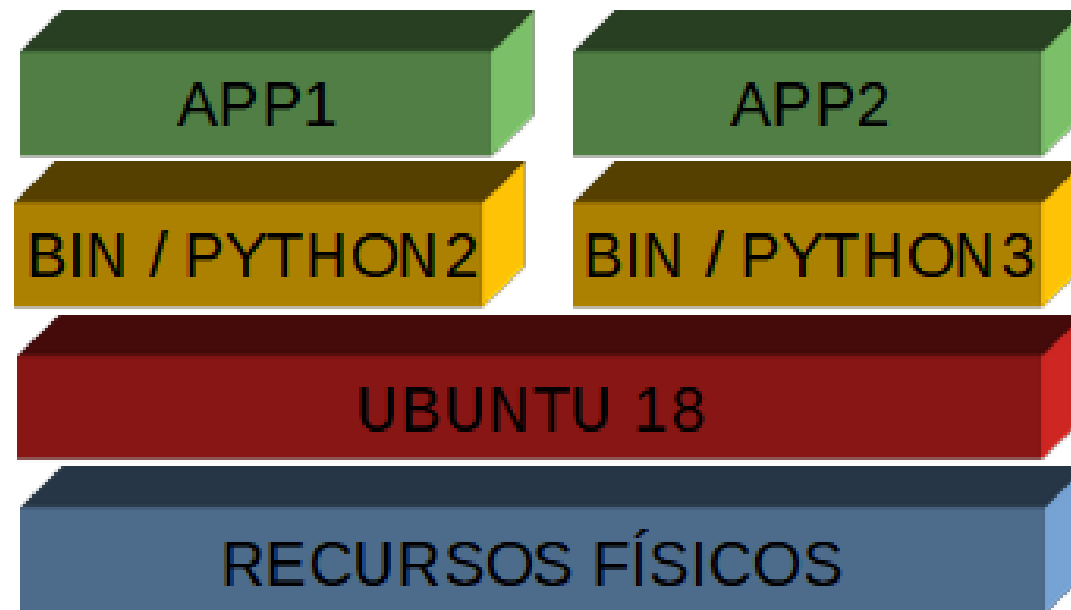 APP1
APP2
BIN / PYTHON2
BIN / PYTHON3
UBUNTU 18
RECURSOS FÍSICOS